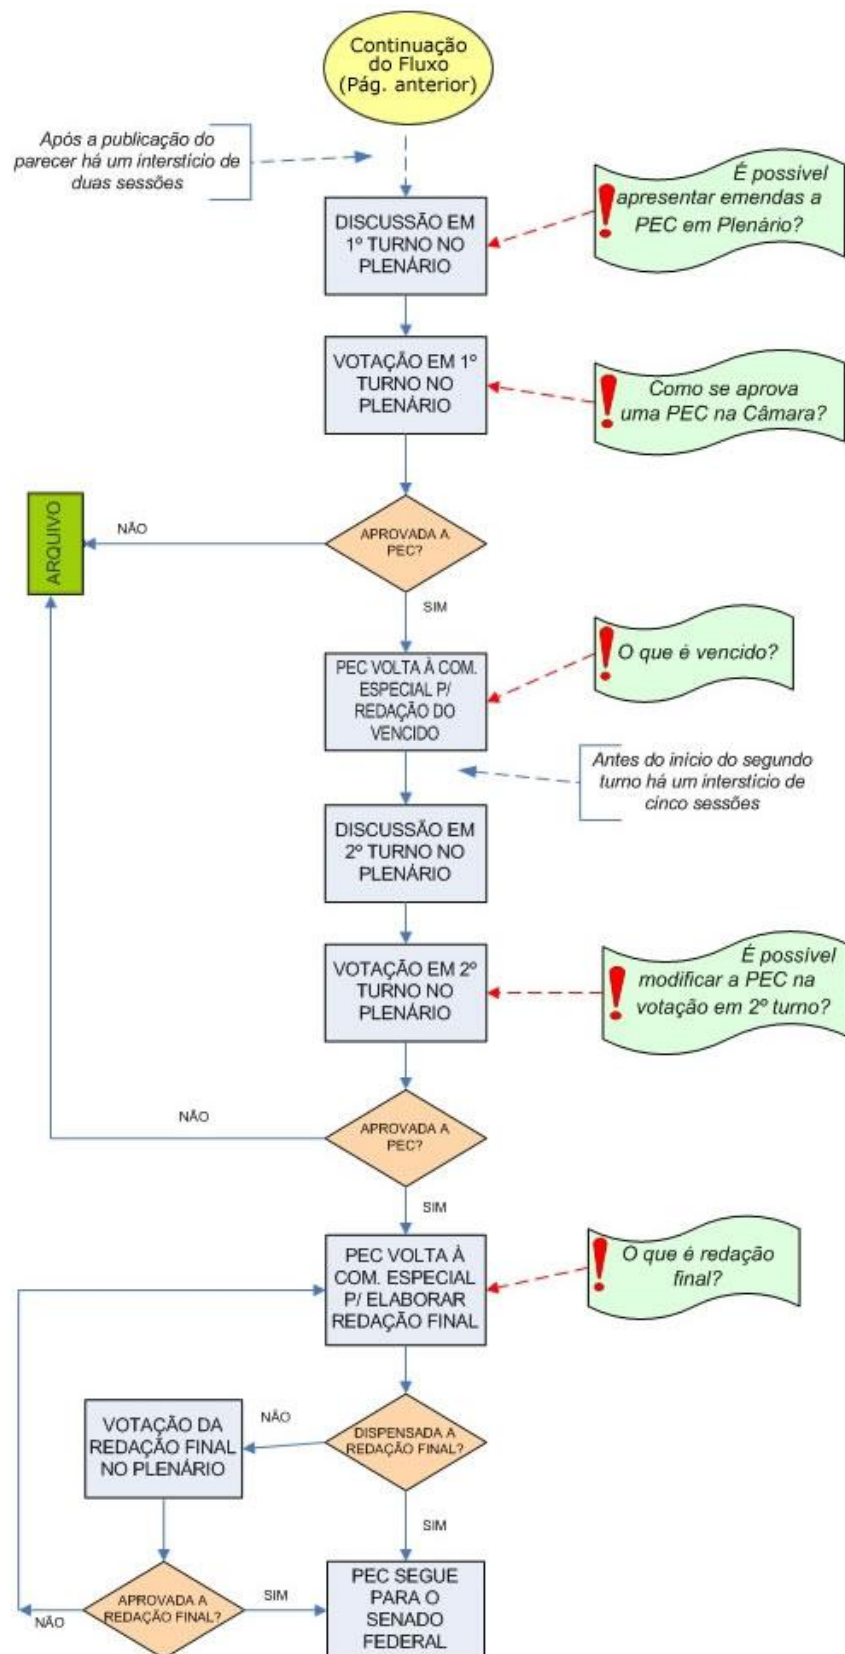 Continuação
do Fluxo
(Pág. anterior)
Após a publicação do
parecer há um interstício de
duas sessões
É possivel
apresentar emendas a
PEC em Plenário?
DISCUSSÃO EM
1º TURNO NO
PLENÁRIO
VOTAÇÃO EM 1º
TURNO NO
PLENÁRIO
Como se aprova
uma PEC na Câmara?
ARQUIVO
NÃO
APROVADA A
PEC?
SIM
O que é vencido?
PEC VOLTA À COM.
ESPECIAL P/
REDAÇÃO DO
VENCIDO
Antes do início do segundo
turno há um interstício de
cinco sessões
DISCUSSÃO EM
2º TURNO NO
PLENÁRIO
VOTAÇÃO EM 2º
TURNO NO
PLENÁRIO
É possível
modificar a PEC na
votação em 2º turno?
NÃO
APROVADA A
PEC?
SIM
PEC VOLTA À
COM. ESPECIAL
P/ ELABORAR
REDAÇÃO FINAL
O que é redação
final?
VOTAÇÃO DA
REDAÇÃO FINAL
NO PLENÁRIO
NÃO
DISPENSADA A
REDAÇÃO FINAL?
SIM
NÃO
APROVADA A
REDAÇÃO FINAL?
SIM
PEC SEGUE
PARA O
SENADO
FEDERAL